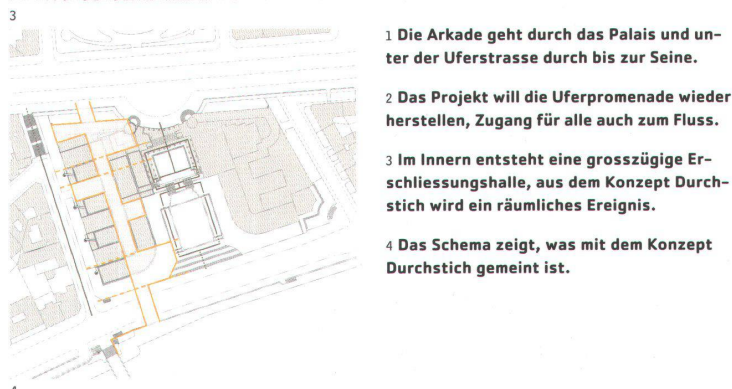 3
1 Die Arkade geht durch das Palais und un-
ter der Uferstrasse durch bis zur Seine.
2 Das Projekt will die Uferpromenade wieder
herstellen, Zugang für alle auch zum Fluss.
3 Im Innern entsteht eine grosszügige Er-
schliessungshalle, aus dem Konzept Durch-
stich wird ein räumliches Ereignis.
4 Das Schema zeigt, was mit dem Konzept
Durchstich gemeint ist.